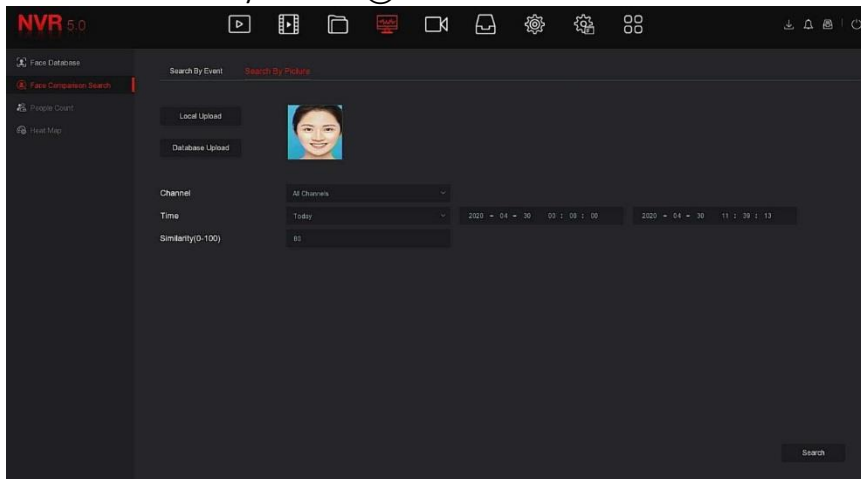 NVR 5.0
Face Database
Face Comparison Search
People Count
Heat Map
Search By Event Search By Picture
Local Upload
Database Upload
Channel All Channels
Time Today 2020 - 04 - 30 00 : 00 : 00 2020 - 04 - 30 11 : 39 : 13
Similarity(0-100) 80
Search